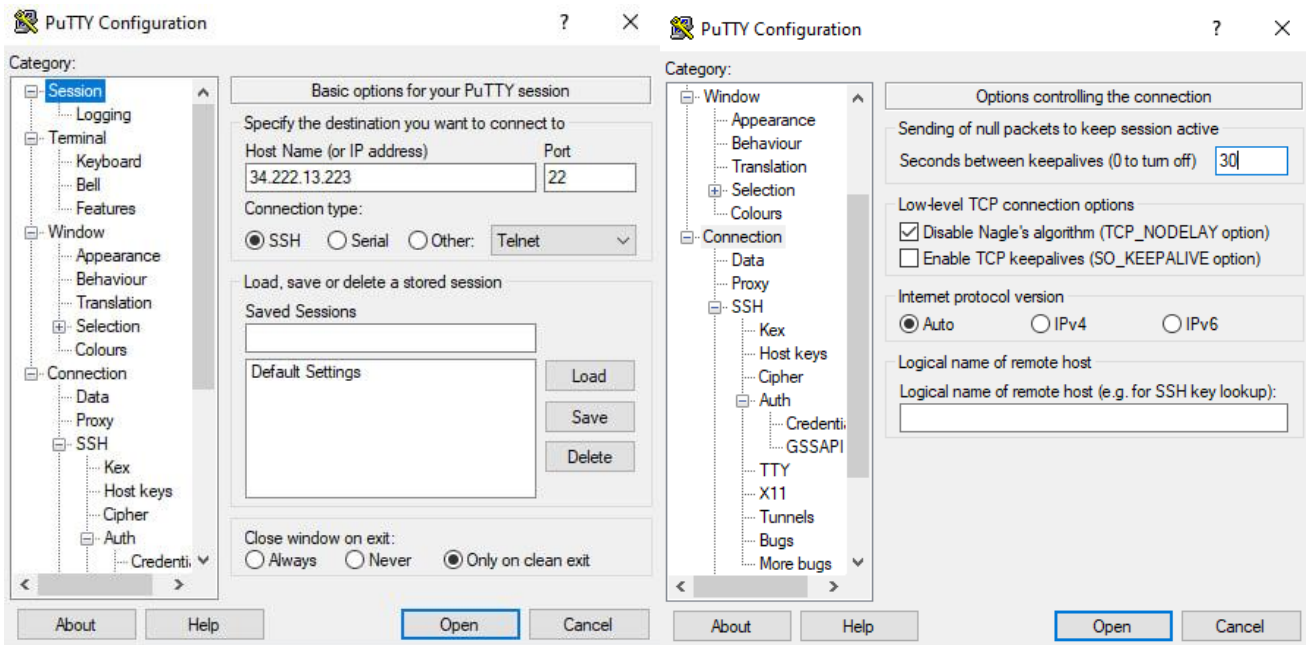 PuTTY Configuration ? ×
Category:
Session
Logging
Terminal
Keyboard
Bell
Features
Window
Appearance
Behaviour
Translation
Selection
Colours
Connection
Data
Proxy
SSH
Kex
Host keys
Cipher
Auth
Basic options for your PuTTY session
Specify the destination you want to connect to
Host Name (or IP address) Port
34.222.13.223 22
Connection type:
SSH Serial Other: Telnet
Load, save or delete a stored session
Saved Sessions
Default Settings
Load
Save
Delete
Close window on exit:
Always Never Only on clean exit
About Help Open Cancel
PuTTY Configuration ? ×
Category:
Window
Appearance
Behaviour
Translation
Selection
Colours
Connection
Data
Proxy
SSH
Kex
Host keys
Cipher
Auth
GSSAPI
TTY
X11
Tunnels
Bugs
More bugs
Options controlling the connection
Sending of null packets to keep session active
Seconds between keepalives (0 to turn off) 30
Low-level TCP connection options
Disable Nagle's algorithm (TCP_NODELAY option)
Enable TCP keepalives (SO_KEEPALIVE option)
Internet protocol version
Auto IPv4 IPv6
Logical name of remote host
Logical name of remote host (e.g. for SSH key lookup):
About Help Open Cancel